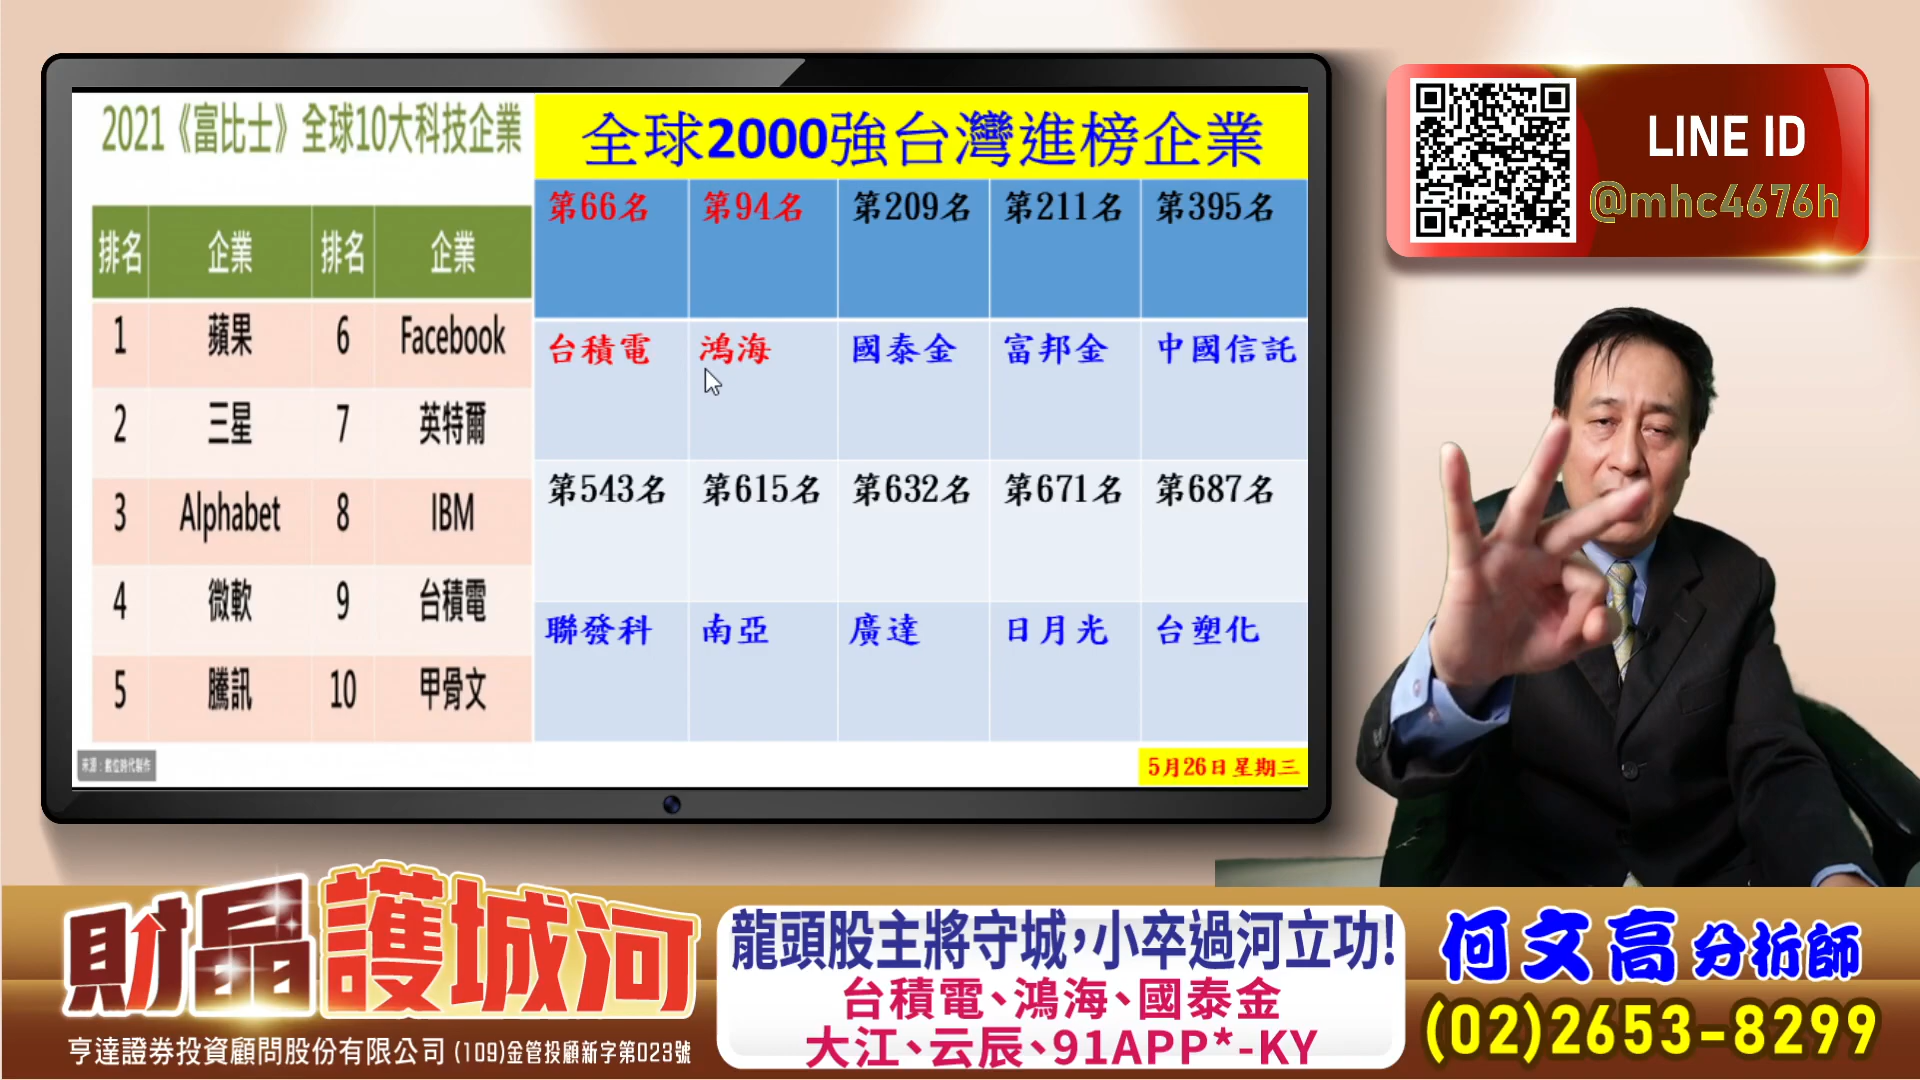 2021《富比士》全球10大科技企業
排名 企業 排名 企業
1 蘋果 6 Facebook
2 三星 7 英特爾
3 Alphabet 8 IBM
4 微軟 9 台積電
5 騰訊 10 甲骨文
來源：數位時代製作
全球2000強台灣進榜企業
第66名 第94名 第209名 第211名 第395名
台積電 鴻海 國泰金 富邦金 中國信託
第543名 第615名 第632名 第671名 第687名
聯發科 南亞 廣達 日月光 台塑化
5月26日星期三
LINE ID
@mhc4676h
財晶護城河
亨達證券投資顧問股份有限公司 (109)金管投顧新字第023號
龍頭股主將守城,小卒過河立功!
台積電、鴻海、國泰金
大江、云辰、91APP*-KY
何文高分析師
(02)2653-8299